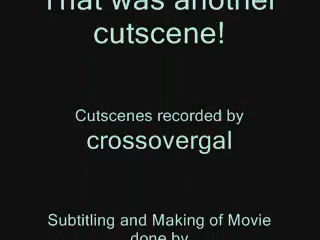 That was another
cutscene!
Cutscenes recorded by
crossovergal
Subtitling and Making of Movie
done by